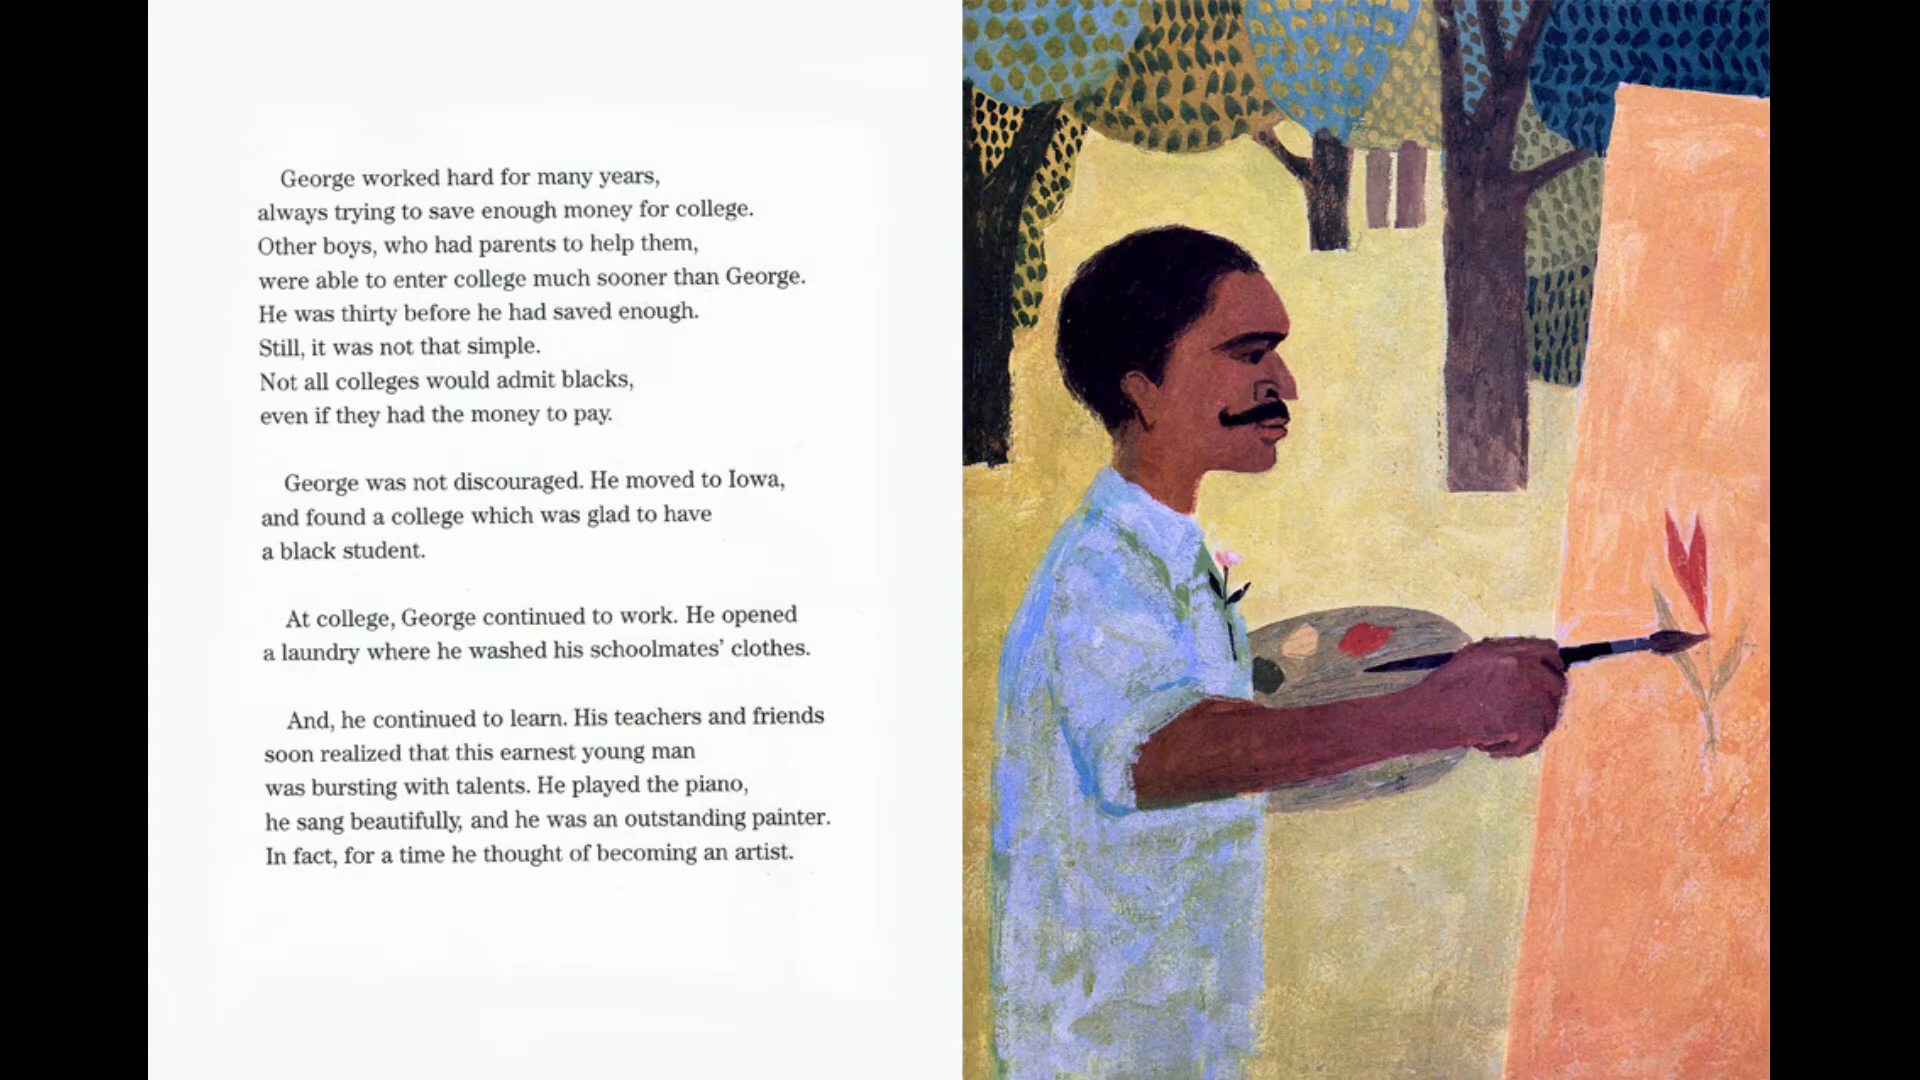 George worked hard for many years,
always trying to save enough money for college.
Other boys, who had parents to help them,
were able to enter college much sooner than George.
He was thirty before he had saved enough.
Still, it was not that simple.
Not all colleges would admit blacks,
even if they had the money to pay.
George was not discouraged. He moved to Iowa,
and found a college which was glad to have
a black student.
At college, George continued to work. He opened
a laundry where he washed his schoolmates’ clothes.
And, he continued to learn. His teachers and friends
soon realized that this earnest young man
was bursting with talents. He played the piano,
he sang beautifully, and he was an outstanding painter.
In fact, for a time he thought of becoming an artist.